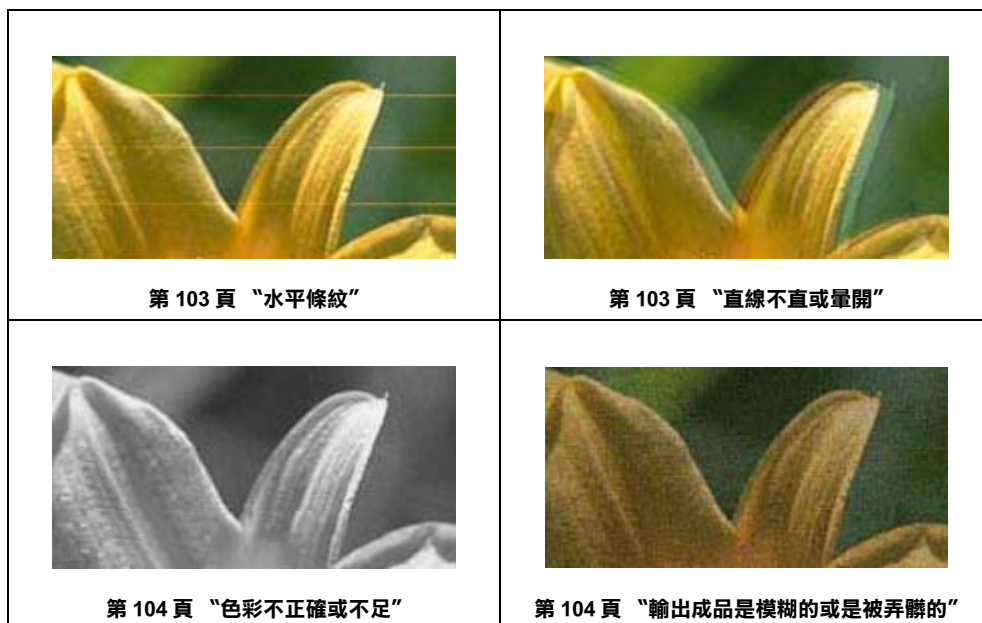 第 103 頁 〝水平條紋〞
第 103 頁 〝直線不直或暈開〞
第 104 頁 〝色彩不正確或不足〞
第 104 頁 〝輸出成品是模糊的或是被弄髒的〞